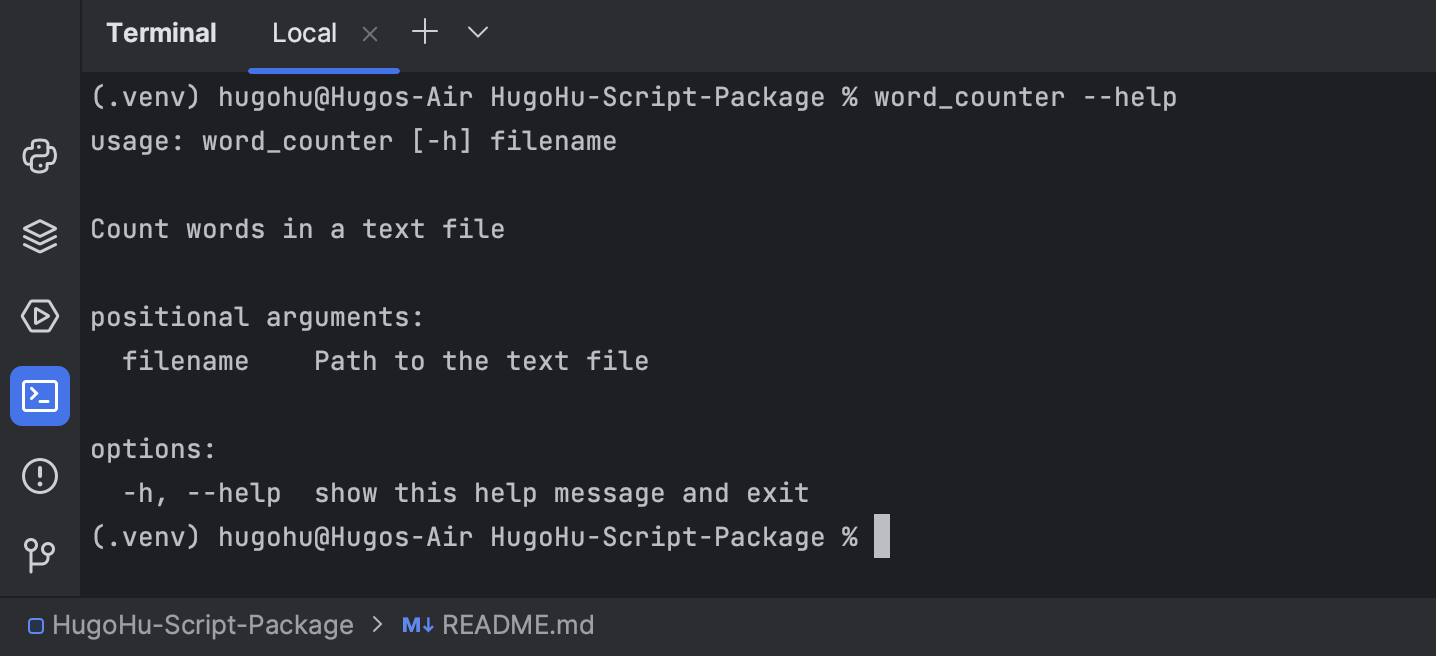 Terminal Local
(.venv) hugohu@Hugos-Air HugoHu-Script-Package % word_counter --help
usage: word_counter [-h] filename
Count words in a text file
positional arguments:
  filename    Path to the text file
options:
  -h, --help  show this help message and exit
(.venv) hugohu@Hugos-Air HugoHu-Script-Package %
HugoHu-Script-Package > M↓ README.md